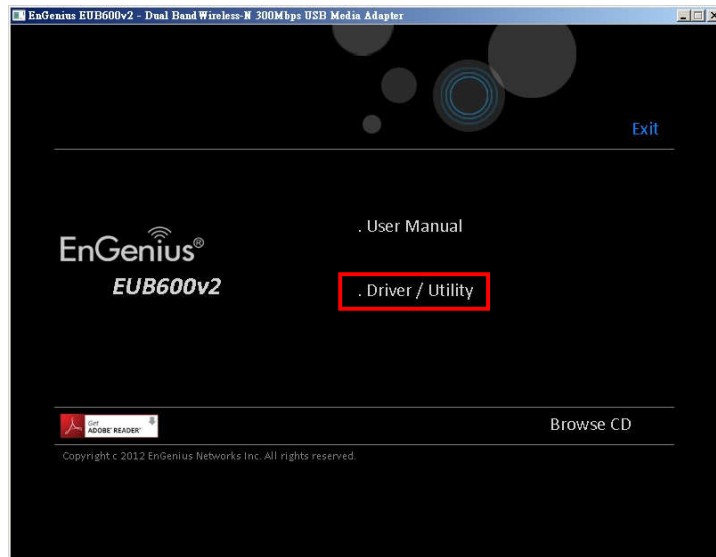 EnGenius EUB600v2 - Dual Band Wireless-N 300Mbps USB Media Adapter
Exit
. User Manual
EnGenius®
EUB600v2
. Driver / Utility
Get
ADOBE® READER®
Browse CD
Copyright c 2012 EnGenius Networks Inc. All rights reserved.